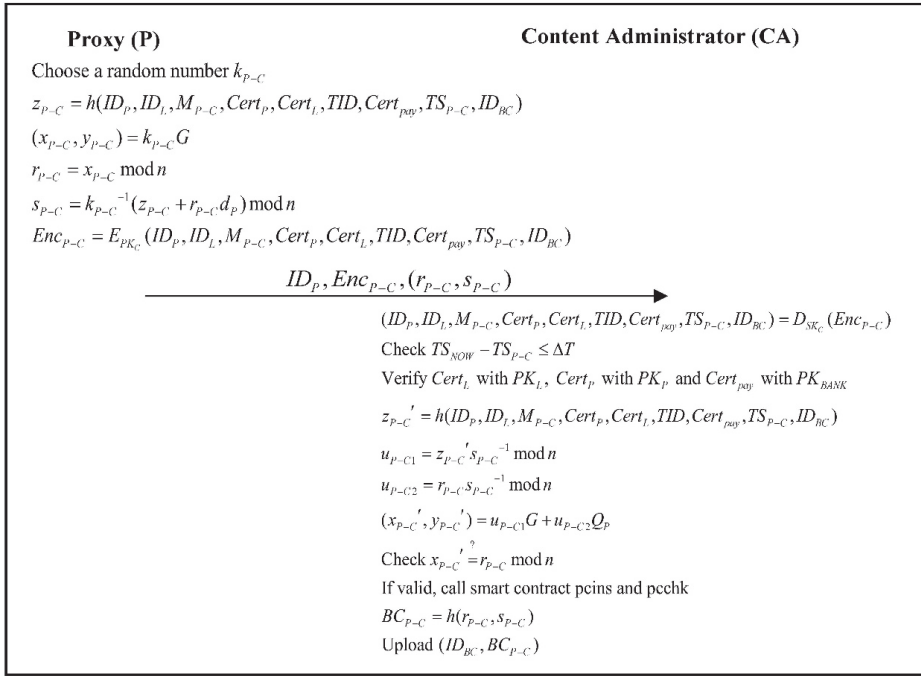 Proxy (P)
Content Administrator (CA)
Choose a random number k_{P-C}
z_{P-C} = h(ID_P, ID_L, M_{P-C}, Cert_P, Cert_L, TID, Cert_{pay}, TS_{P-C}, ID_{BC})
(x_{P-C}, y_{P-C}) = k_{P-C}G
r_{P-C} = x_{P-C} mod n
s_{P-C} = k_{P-C}^{-1}(z_{P-C} + r_{P-C}d_P) mod n
Enc_{P-C} = E_{PK_C}(ID_P, ID_L, M_{P-C}, Cert_P, Cert_L, TID, Cert_{pay}, TS_{P-C}, ID_{BC})
ID_P, Enc_{P-C}, (r_{P-C}, s_{P-C})
(ID_P, ID_L, M_{P-C}, Cert_P, Cert_L, TID, Cert_{pay}, TS_{P-C}, ID_{BC}) = D_{SK_C}(Enc_{P-C})
Check TS_{NOW} − TS_{P-C} ≤ ΔT
Verify Cert_L with PK_L, Cert_P with PK_P and Cert_{pay} with PK_{BANK}
z_{P-C}' = h(ID_P, ID_L, M_{P-C}, Cert_P, Cert_L, TID, Cert_{pay}, TS_{P-C}, ID_{BC})
u_{P-C1} = z_{P-C}'s_{P-C}^{-1} mod n
u_{P-C2} = r_{P-C}s_{P-C}^{-1} mod n
(x_{P-C}', y_{P-C}') = u_{P-C1}G + u_{P-C2}Q_P
Check x_{P-C}' =^? r_{P-C} mod n
If valid, call smart contract pcins and pcchk
BC_{P-C} = h(r_{P-C}, s_{P-C})
Upload (ID_{BC}, BC_{P-C})